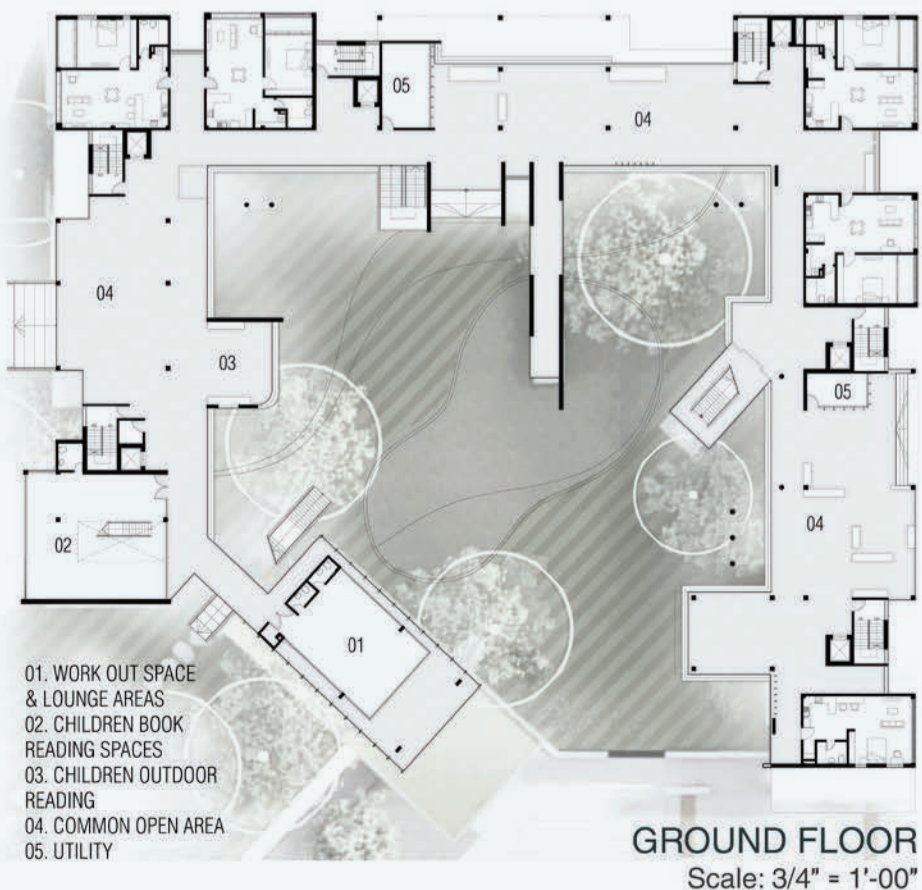 05
04
04
03
05
02
04
01
01. WORK OUT SPACE
& LOUNGE AREAS
02. CHILDREN BOOK
READING SPACES
03. CHILDREN OUTDOOR
READING
04. COMMON OPEN AREA
05. UTILITY
GROUND FLOOR
Scale: 3/4" = 1'-00"